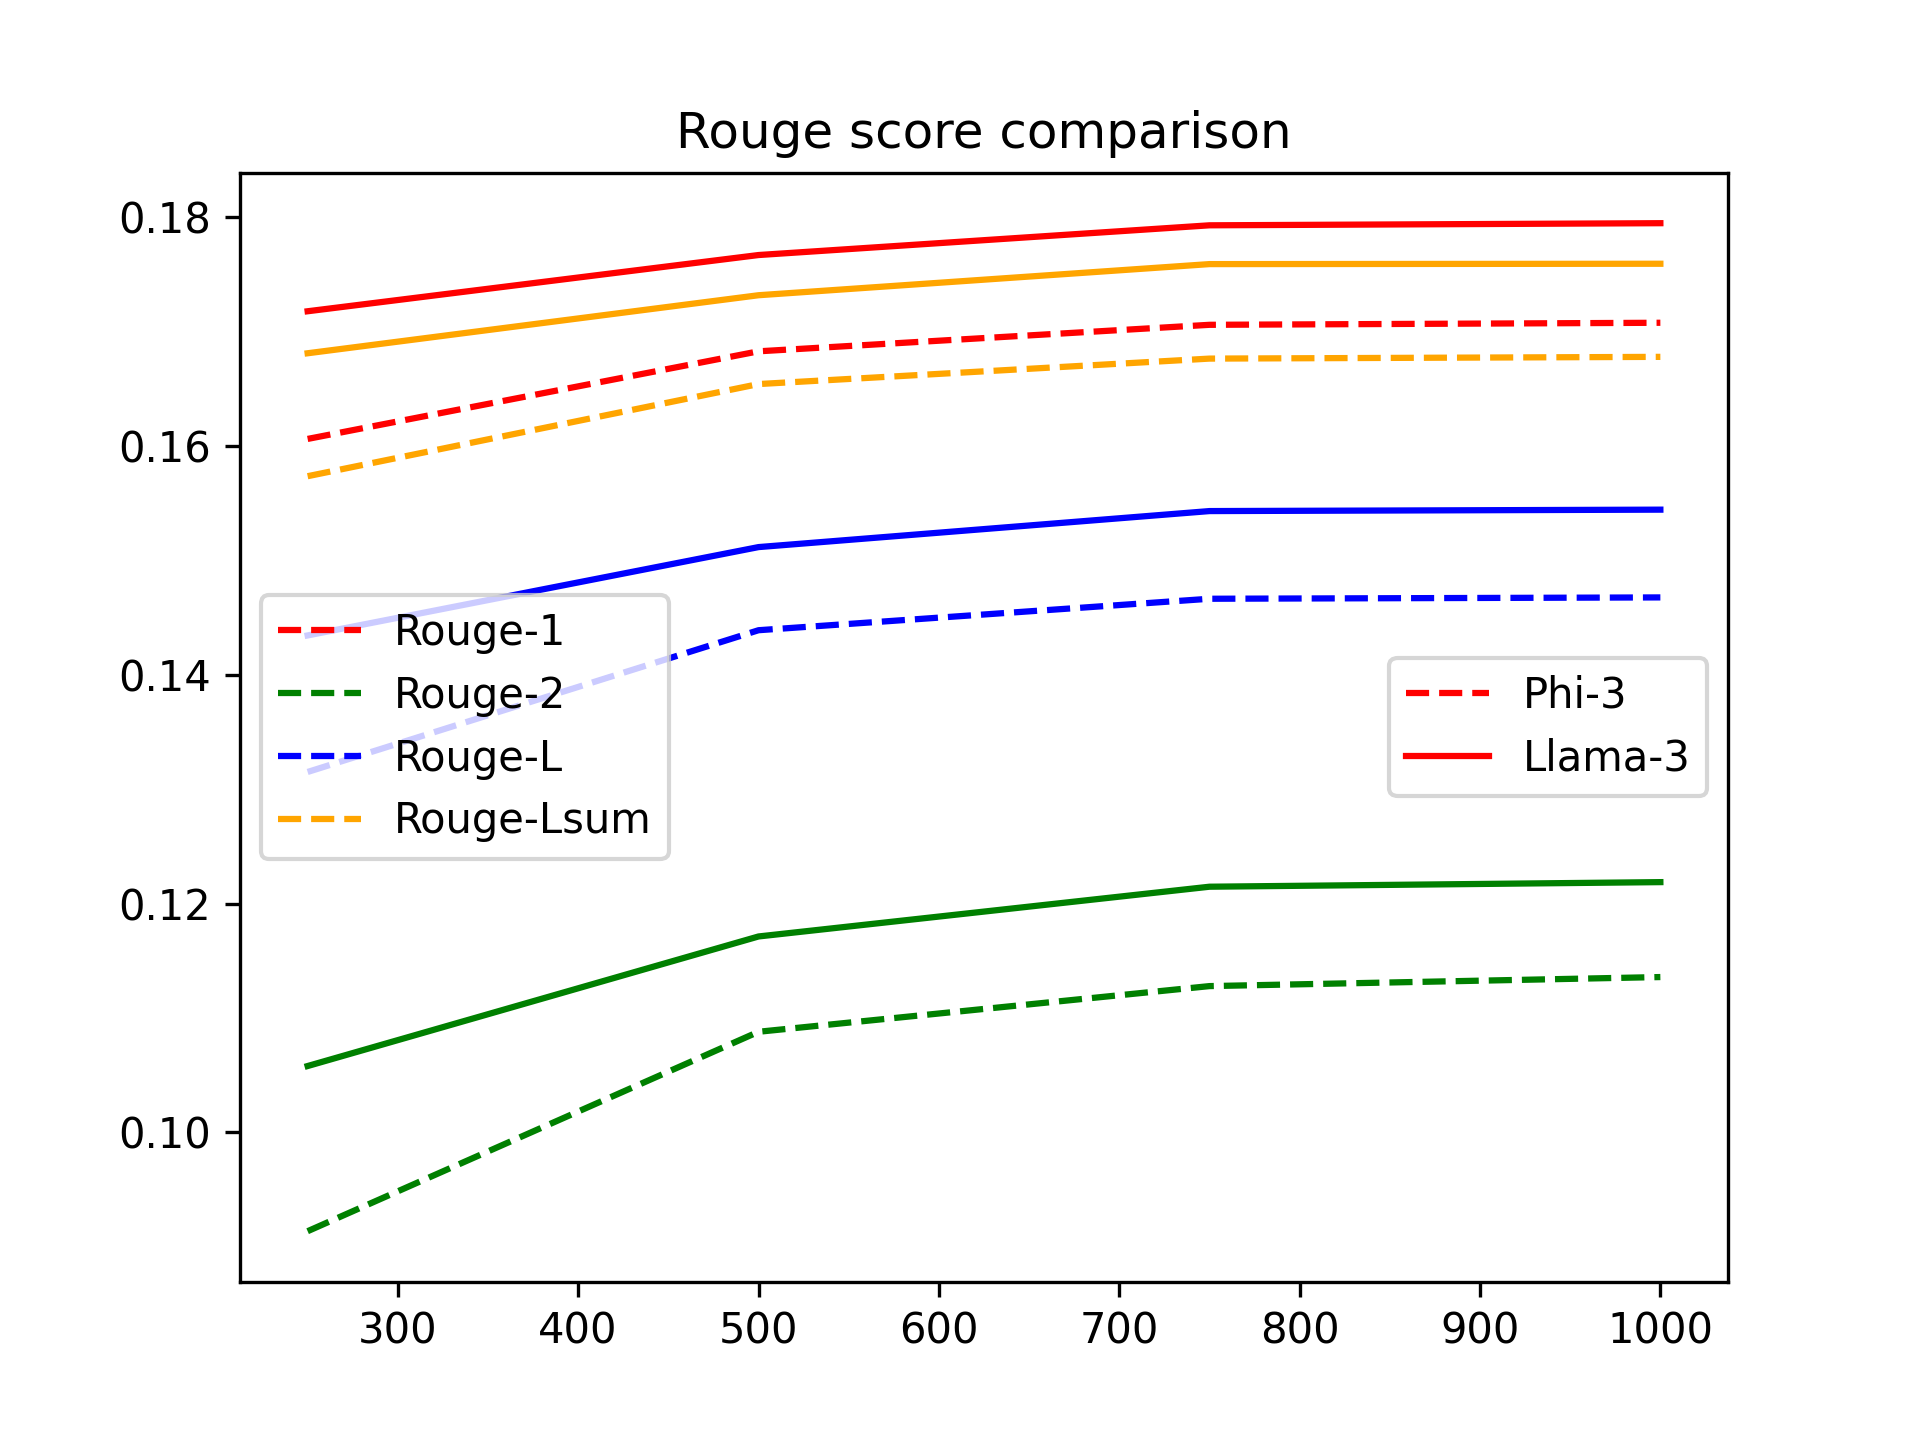 Rouge score comparison
0.18
0.16
0.14
0.12
0.10
Rouge-1
Rouge-2
Rouge-L
Rouge-Lsum
Phi-3
Llama-3
300 400 500 600 700 800 900 1000